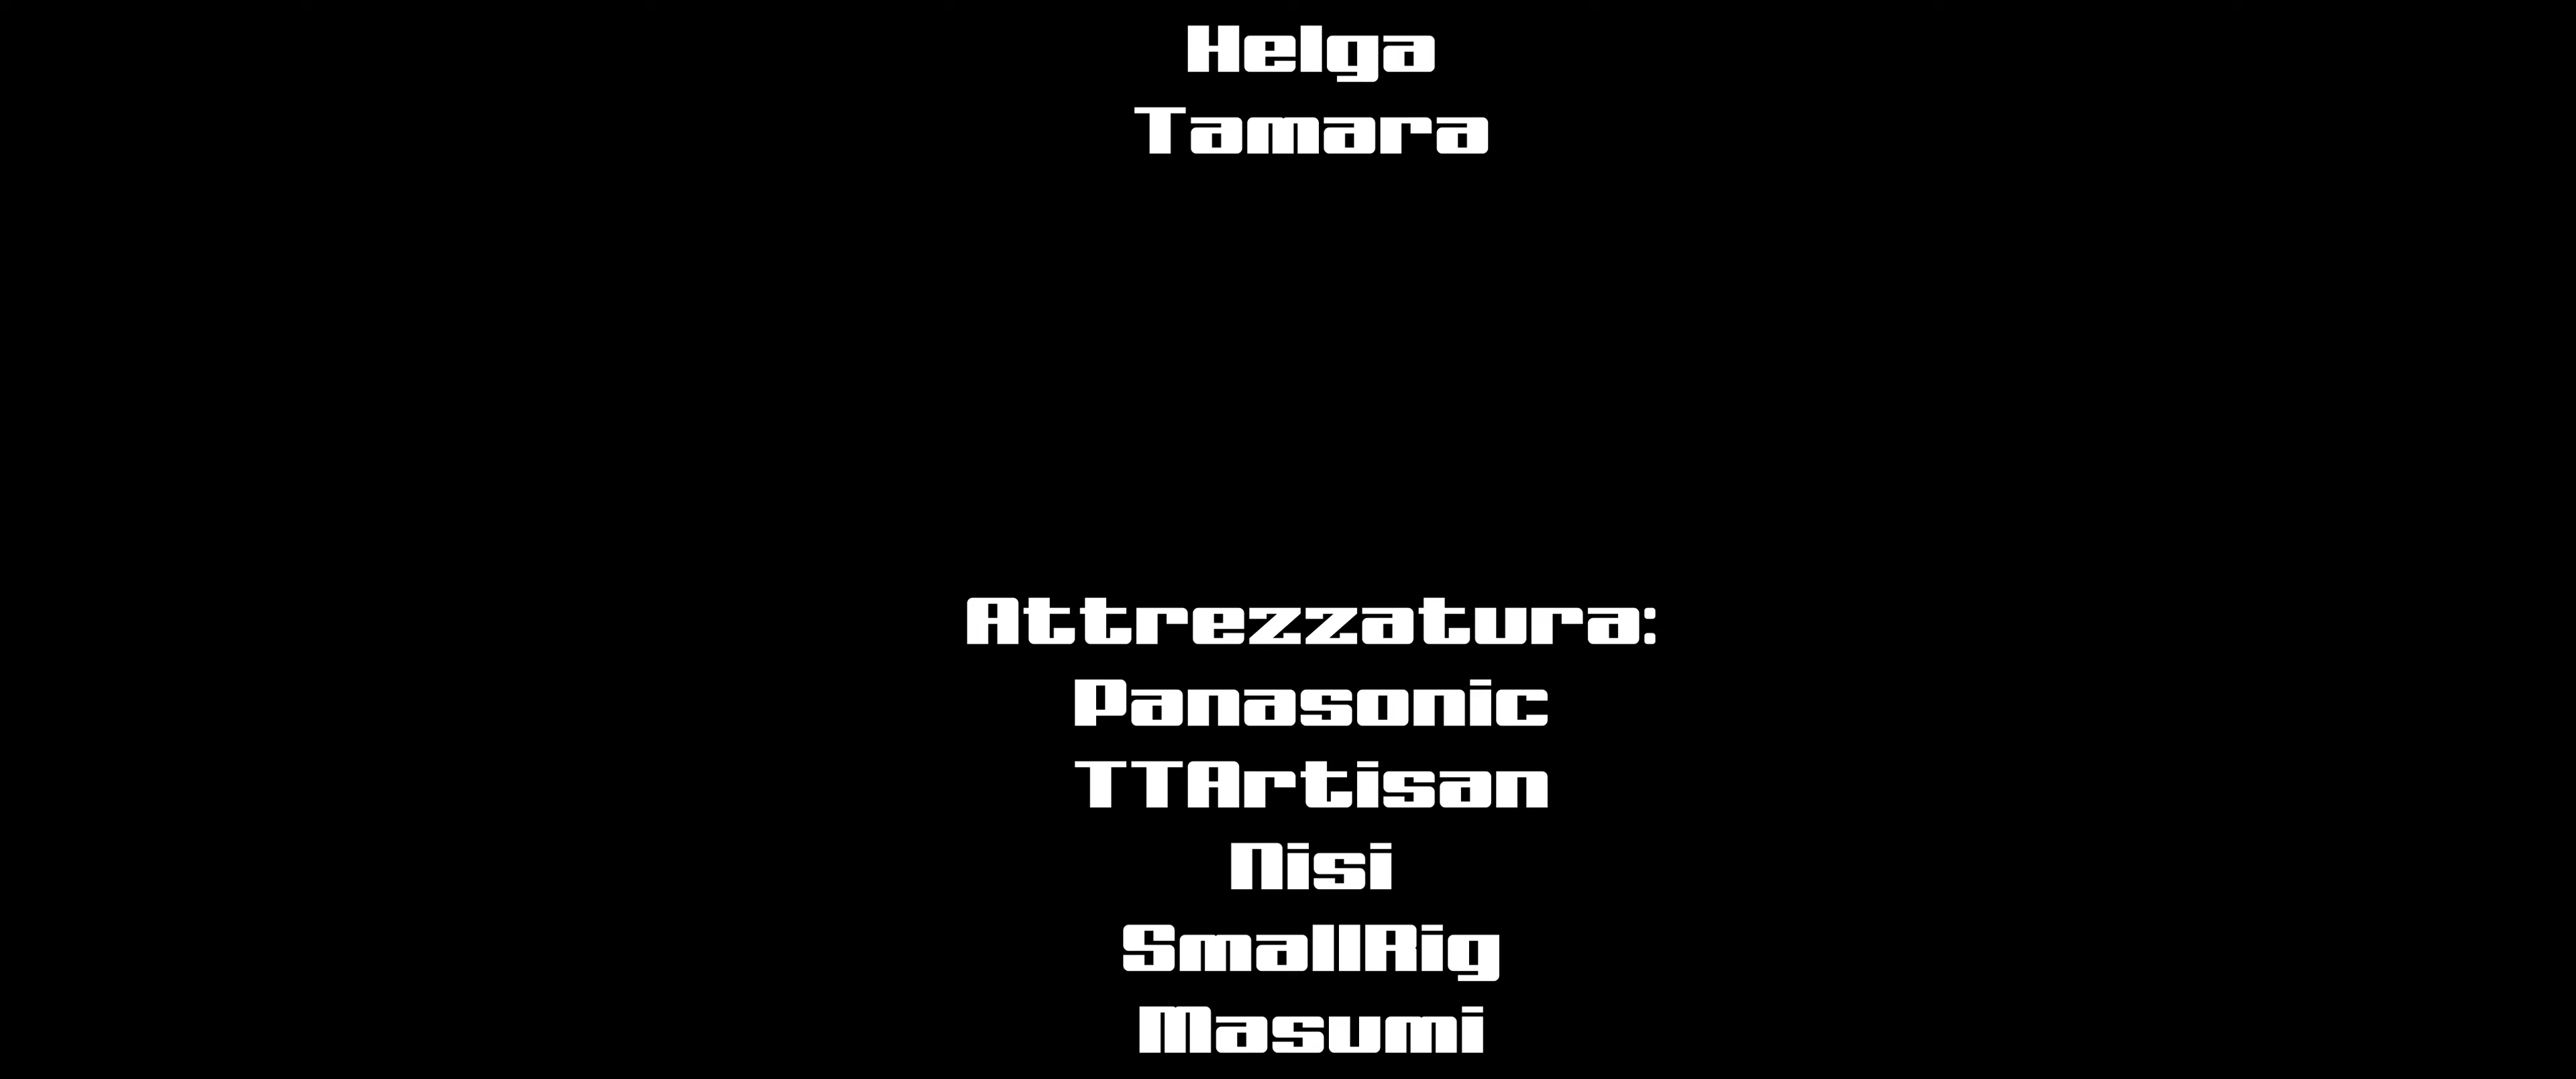 Helga
Tamara
Attrezzatura:
Panasonic
TTArtisan
Nisi
SmallRig
Masumi